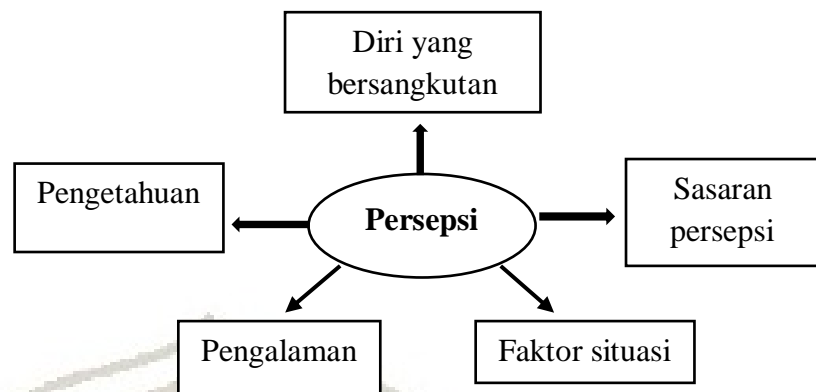 Diri yang
bersangkutan
Pengetahuan
Persepsi
Sasaran
persepsi
Pengalaman
Faktor situasi